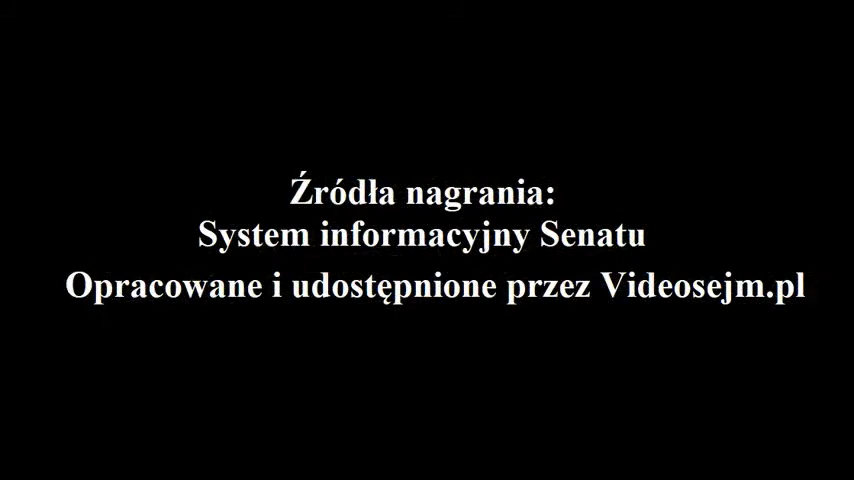 Źródła nagrania:
System informacyjny Senatu
Opracowane i udostępnione przez Videosejm.pl